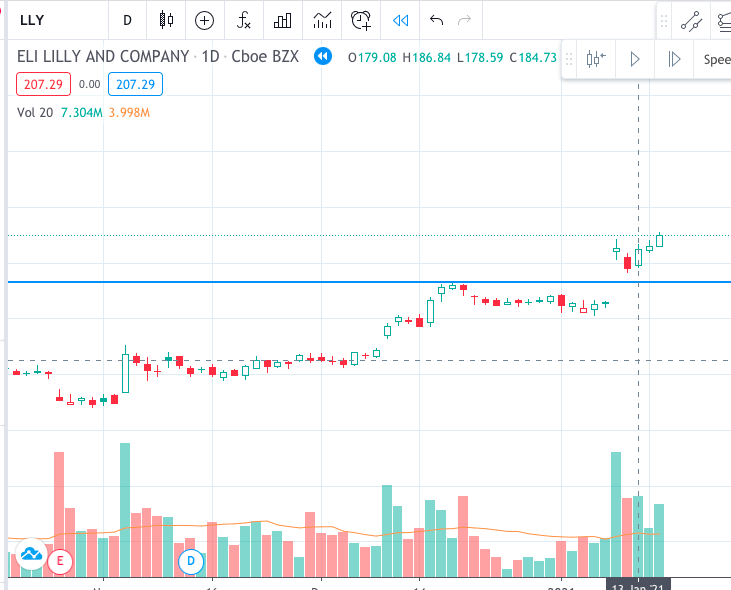 LLY D
ELI LILLY AND COMPANY · 1D · Cboe BZX O179.08 H186.84 L178.59 C184.73
Spee
207.29 0.00 207.29
Vol 20 7.304M 3.998M
E D
2021
13 Jan '21